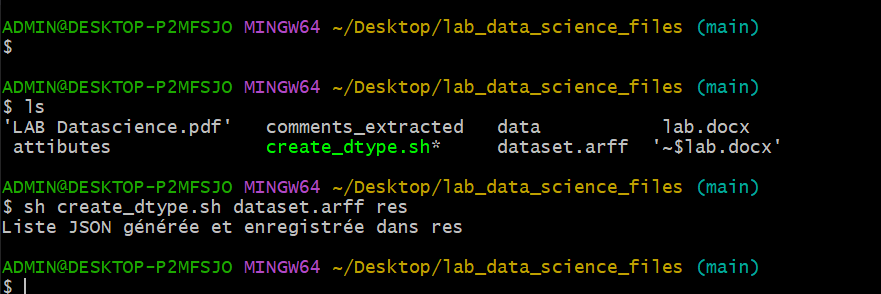 ADMIN@DESKTOP-P2MFSJO MINGW64 ~/Desktop/lab_data_science_files (main)
$
ADMIN@DESKTOP-P2MFSJO MINGW64 ~/Desktop/lab_data_science_files (main)
$ ls
'LAB Datascience.pdf'   comments_extracted   data           lab.docx
 attibutes              create_dtype.sh*     dataset.arff  '~$lab.docx'
ADMIN@DESKTOP-P2MFSJO MINGW64 ~/Desktop/lab_data_science_files (main)
$ sh create_dtype.sh dataset.arff res
Liste JSON générée et enregistrée dans res
ADMIN@DESKTOP-P2MFSJO MINGW64 ~/Desktop/lab_data_science_files (main)
$